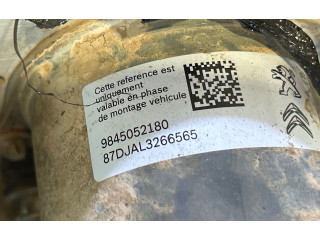 Cette reference est
uniquement
valable en phase
de montage vehicule
9845052180
87DJAL3266565